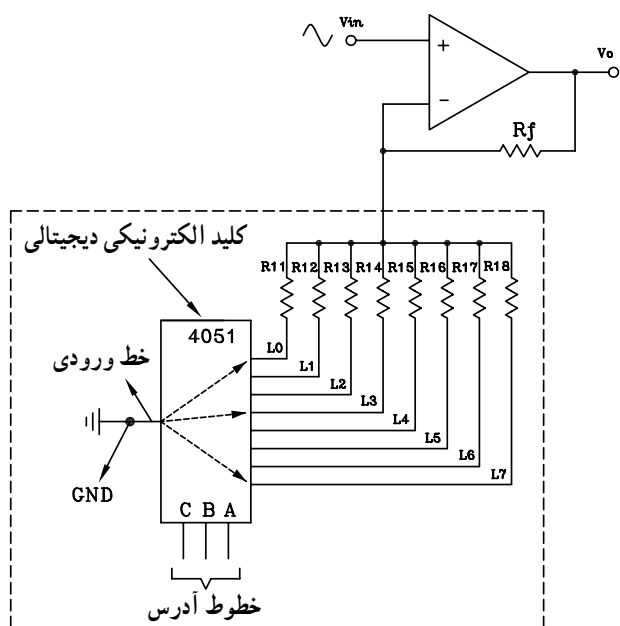 Vin
+
Vo
−
Rf
کلید الکترونیکی دیجیتالی
R11 R12 R13 R14 R15 R16 R17 R18
4051
L0
خط ورودی
L1
L2
L3
L4
L5
L6
L7
GND
C B A
خطوط آدرس